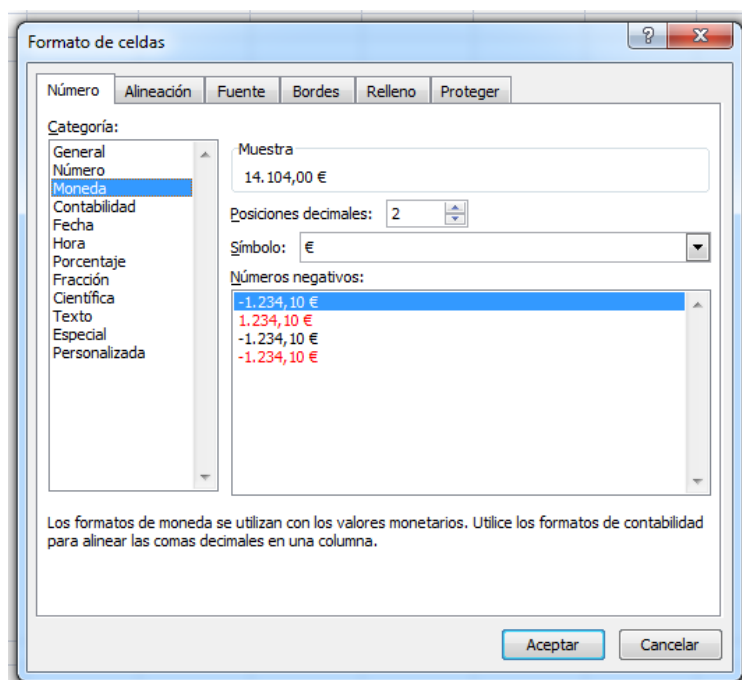 Formato de celdas
Número Alineación Fuente Bordes Relleno Proteger
Categoría:
General
Número
Moneda
Contabilidad
Fecha
Hora
Porcentaje
Fracción
Científica
Texto
Especial
Personalizada
Muestra
14.104,00 €
Posiciones decimales: 2
Símbolo: €
Números negativos:
-1.234,10 €
1.234,10 €
-1.234,10 €
-1.234,10 €
Los formatos de moneda se utilizan con los valores monetarios. Utilice los formatos de contabilidad
para alinear las comas decimales en una columna.
Aceptar Cancelar